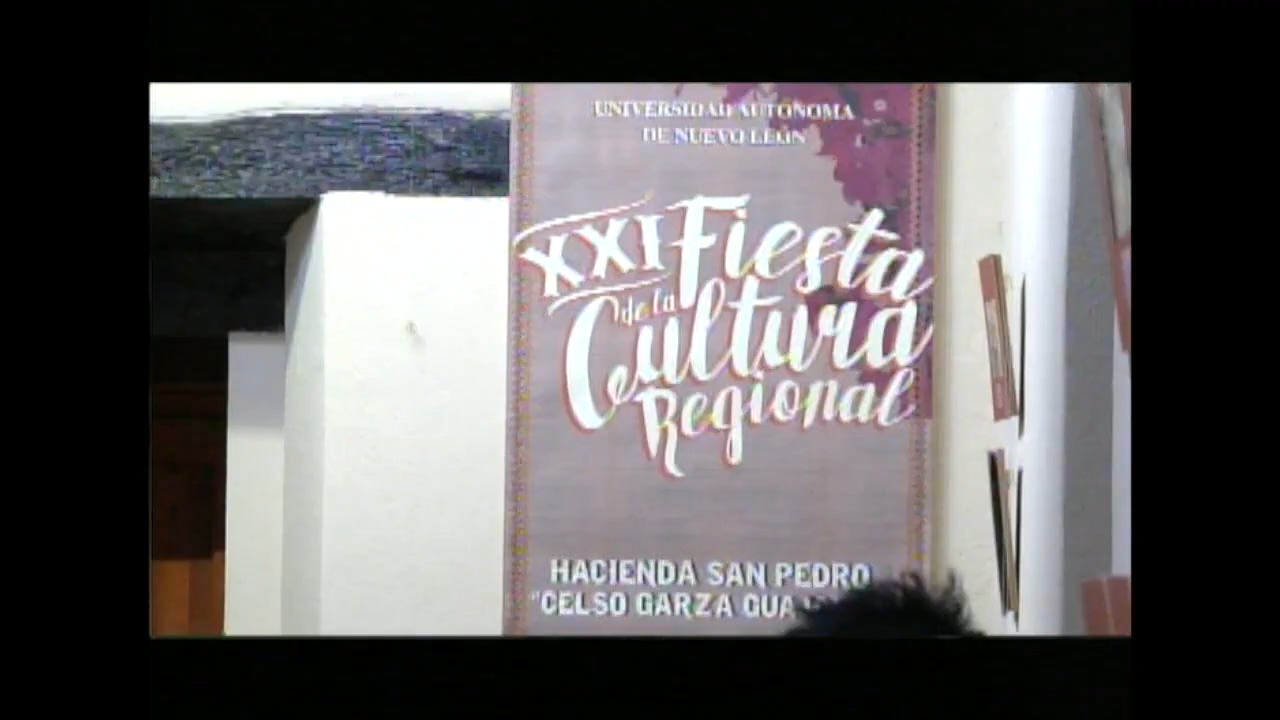 UNIVERSIDAD AUTÓNOMA
DE NUEVO LEÓN
XXI Fiesta
de la
Cultura
Regional
HACIENDA SAN PEDRO
"CELSO GARZA